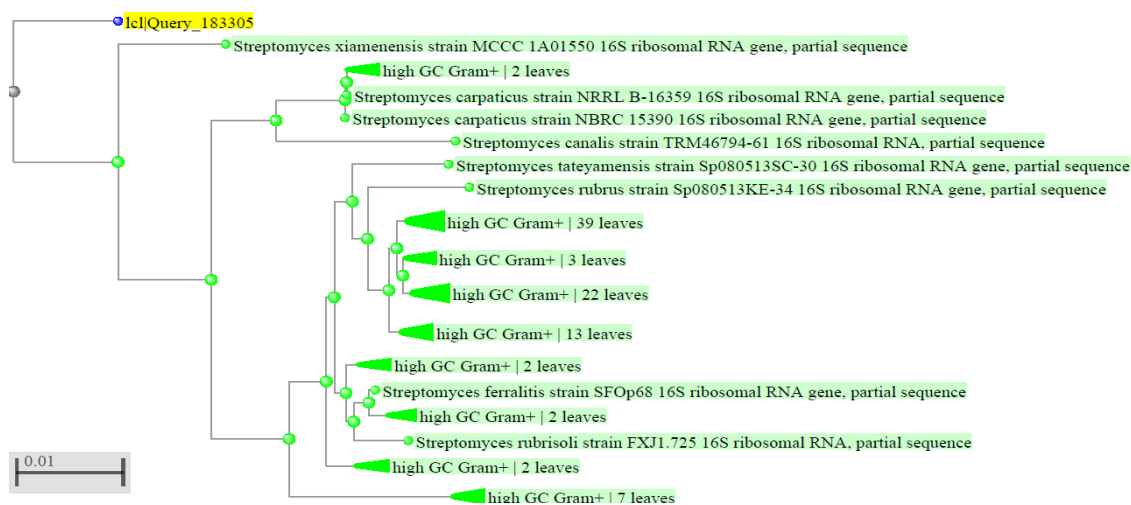 lcl|Query_183305
Streptomyces xiamenensis strain MCCC 1A01550 16S ribosomal RNA gene, partial sequence
high GC Gram+ | 2 leaves
Streptomyces carpaticus strain NRRL B-16359 16S ribosomal RNA gene, partial sequence
Streptomyces carpaticus strain NBRC 15390 16S ribosomal RNA gene, partial sequence
Streptomyces canalis strain TRM46794-61 16S ribosomal RNA, partial sequence
Streptomyces tateyamensis strain Sp080513SC-30 16S ribosomal RNA gene, partial sequence
Streptomyces rubrus strain Sp080513KE-34 16S ribosomal RNA gene, partial sequence
high GC Gram+ | 39 leaves
high GC Gram+ | 3 leaves
high GC Gram+ | 22 leaves
high GC Gram+ | 13 leaves
high GC Gram+ | 2 leaves
Streptomyces ferralitis strain SFOp68 16S ribosomal RNA gene, partial sequence
high GC Gram+ | 2 leaves
Streptomyces rubrisoli strain FXJ1.725 16S ribosomal RNA, partial sequence
high GC Gram+ | 2 leaves
high GC Gram+ | 7 leaves
0.01